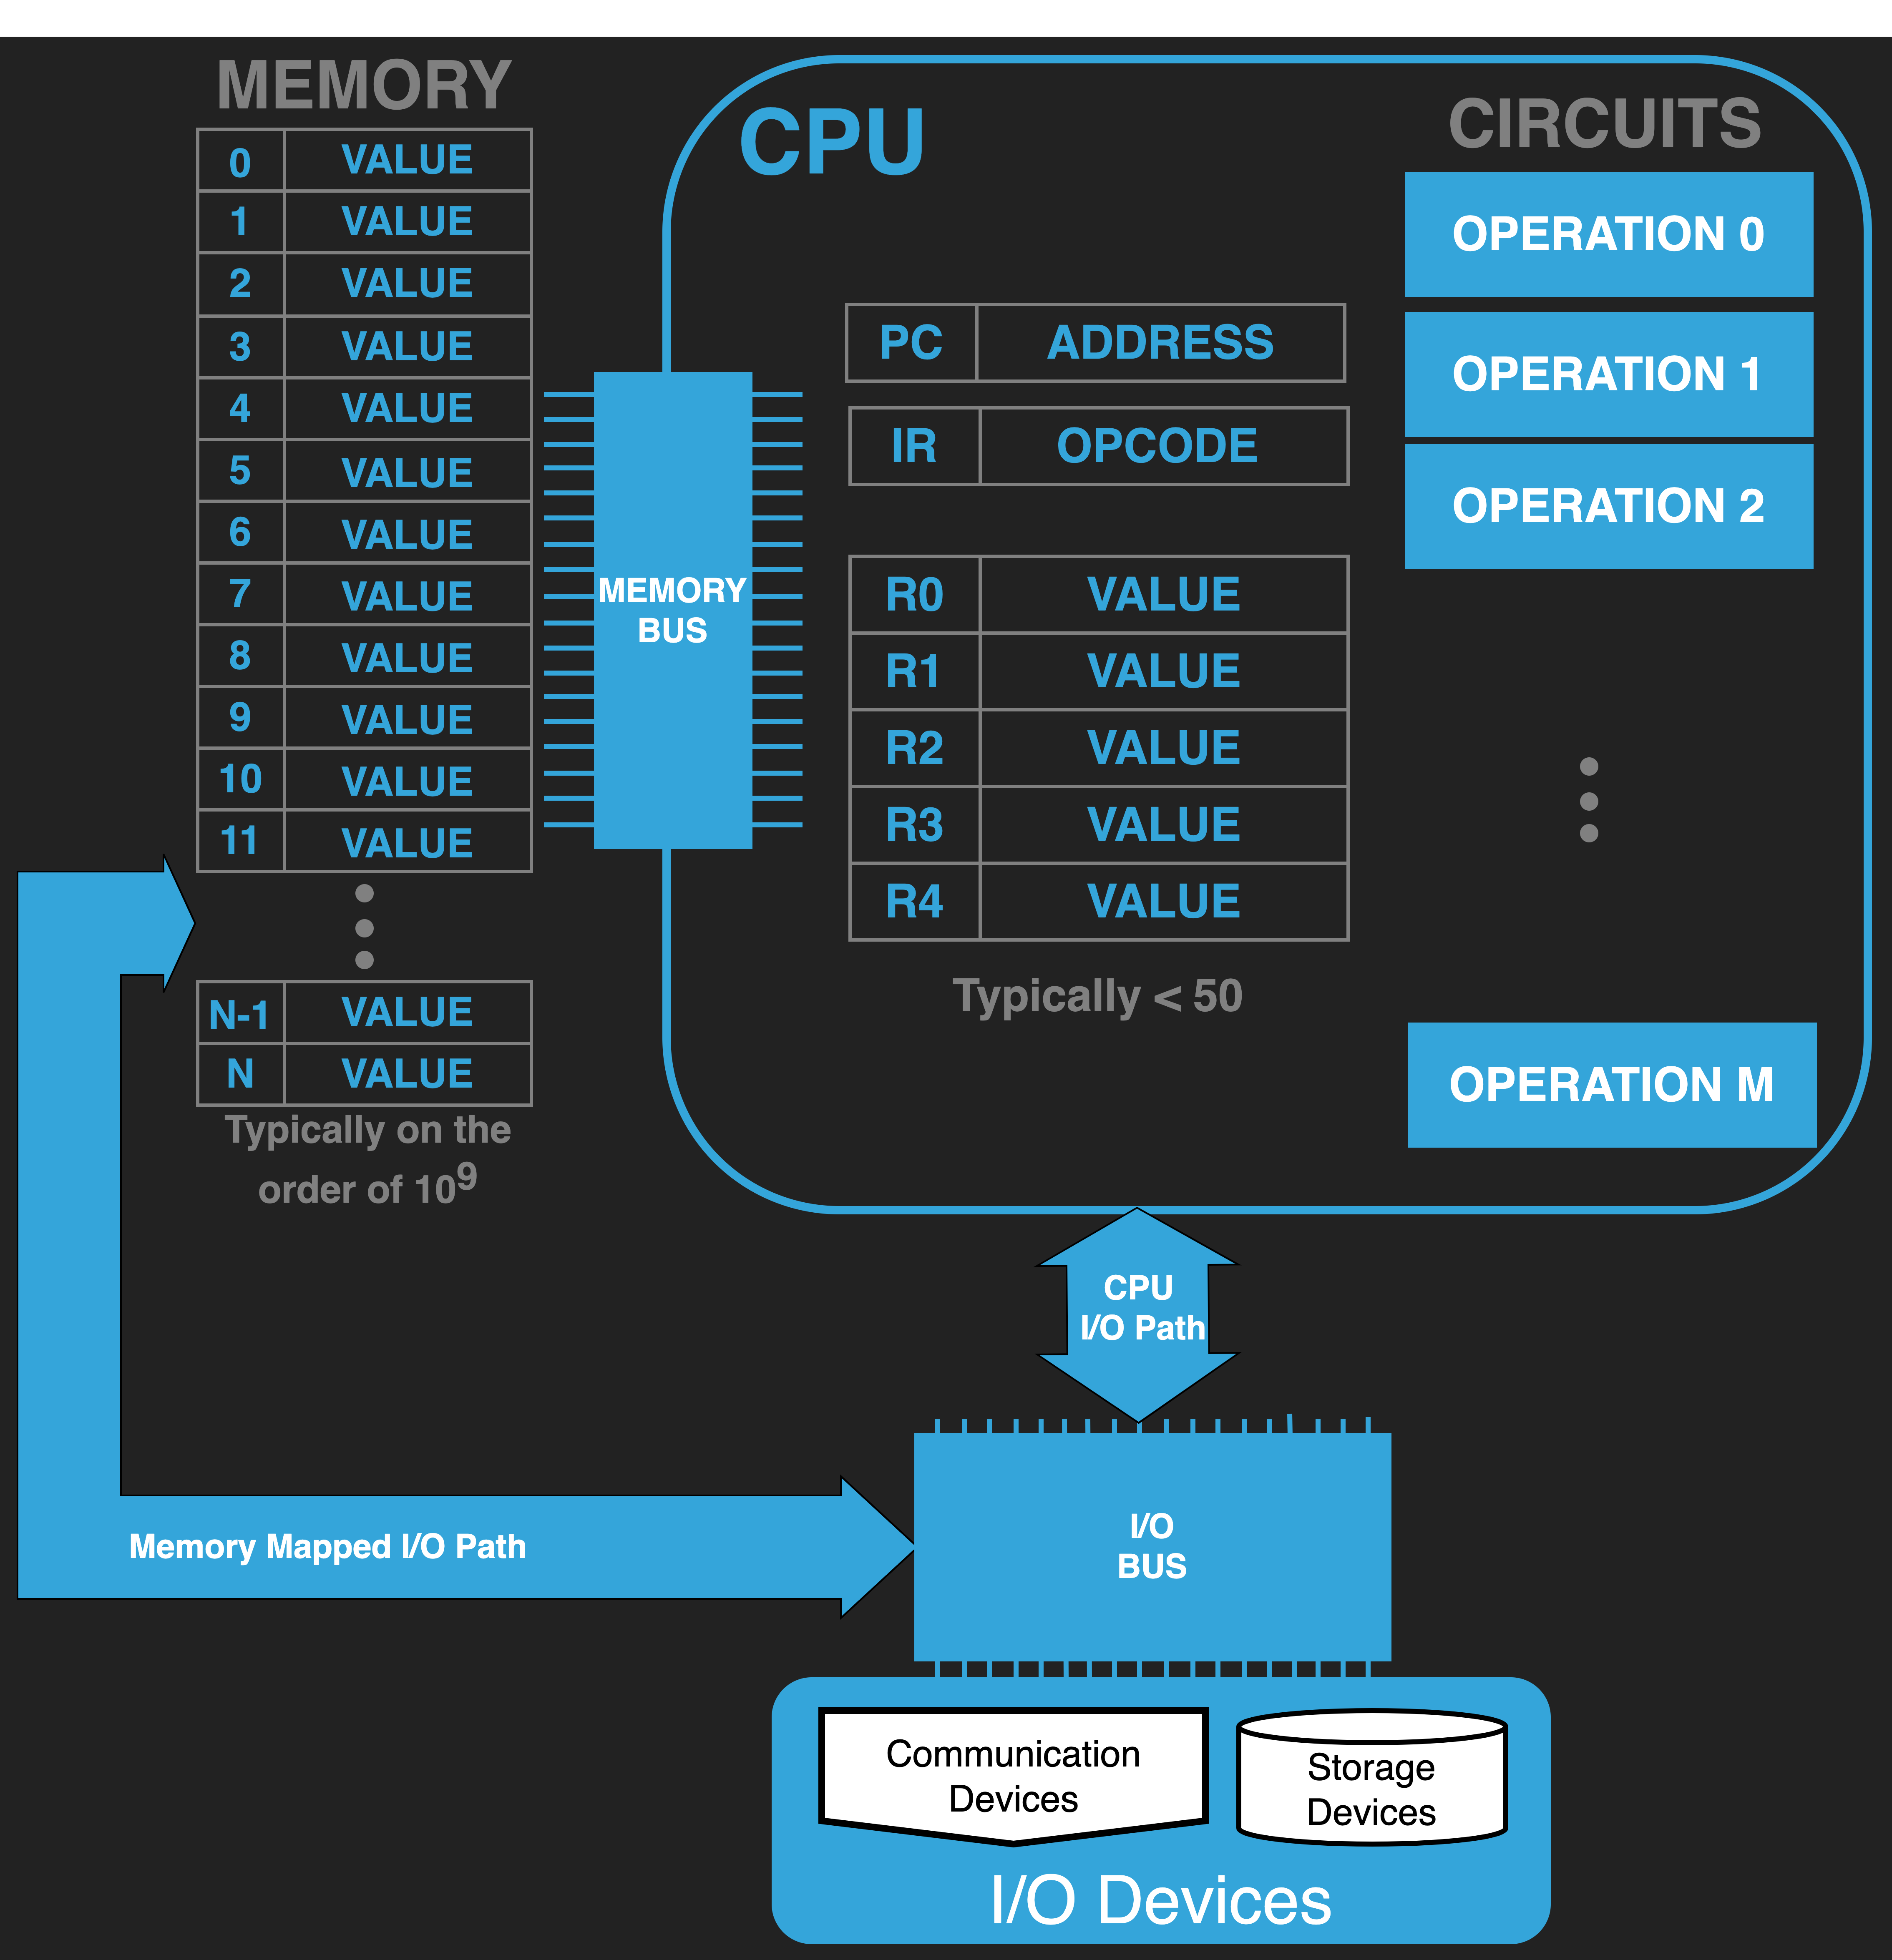 MEMORY
0 VALUE
1 VALUE
2 VALUE
3 VALUE
4 VALUE
5 VALUE
6 VALUE
7 VALUE
8 VALUE
9 VALUE
10 VALUE
11 VALUE
N-1 VALUE
N VALUE
Typically on the
order of 10⁹
MEMORY
BUS
CPU
PC ADDRESS
IR OPCODE
R0 VALUE
R1 VALUE
R2 VALUE
R3 VALUE
R4 VALUE
Typically < 50
CIRCUITS
OPERATION 0
OPERATION 1
OPERATION 2
OPERATION M
CPU
I/O Path
Memory Mapped I/O Path
I/O
BUS
Communication
Devices
Storage
Devices
I/O Devices